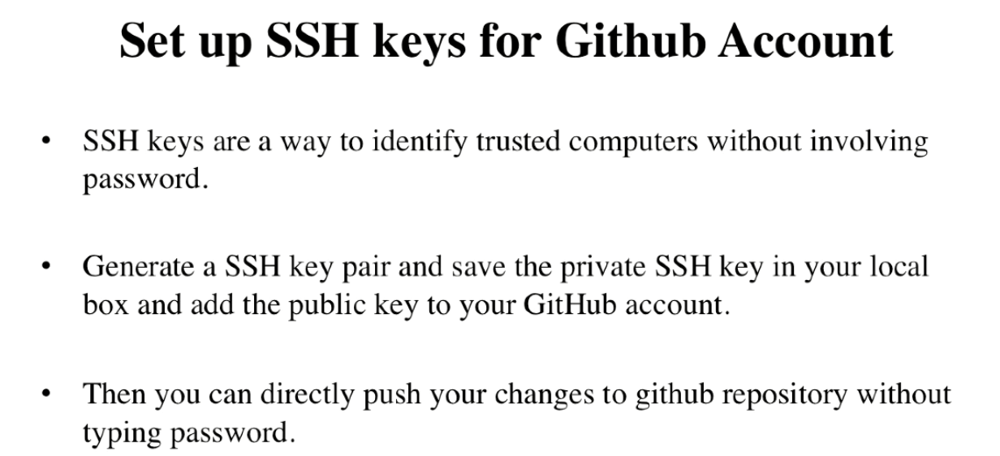 Set up SSH keys for Github Account
• SSH keys are a way to identify trusted computers without involving
password.
• Generate a SSH key pair and save the private SSH key in your local
box and add the public key to your GitHub account.
• Then you can directly push your changes to github repository without
typing password.